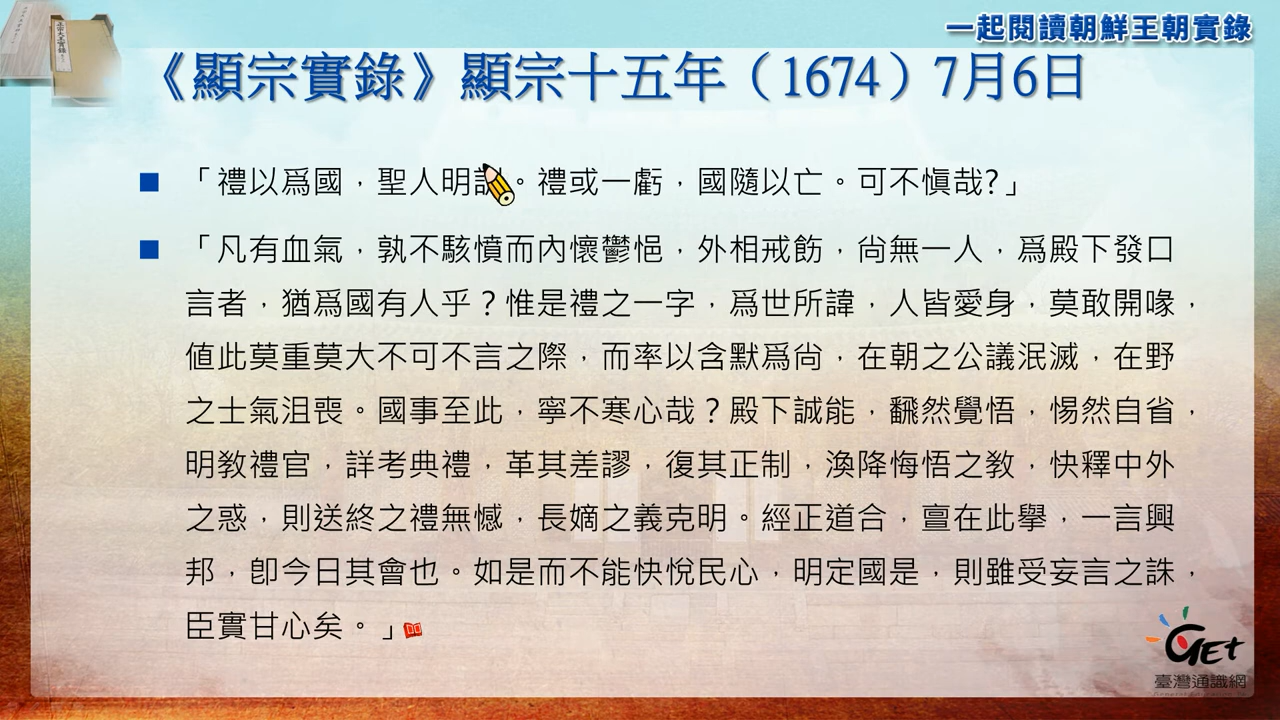 一起閱讀朝鮮王朝實錄
《顯宗實錄》顯宗十五年（1674）7月6日
「禮以爲國，聖人明訓。禮或一虧，國隨以亡。可不愼哉?」
「凡有血氣，孰不駭憤而內懷鬱悒，外相戒飭，尙無一人，爲殿下發口
言者，猶爲國有人乎？惟是禮之一字，爲世所諱，人皆愛身，莫敢開喙，
値此莫重莫大不可不言之際，而率以含默爲尙，在朝之公議泯滅，在野
之士氣沮喪。國事至此，寧不寒心哉？殿下誠能，飜然覺悟，惕然自省，
明敎禮官，詳考典禮，革其差謬，復其正制，渙降悔悟之敎，快釋中外
之惑，則送終之禮無憾，長嫡之義克明。經正道合，亶在此擧，一言興
邦，卽今日其會也。如是而不能快悅民心，明定國是，則雖受妄言之誅，
臣實甘心矣。」
GEt
臺灣通識網